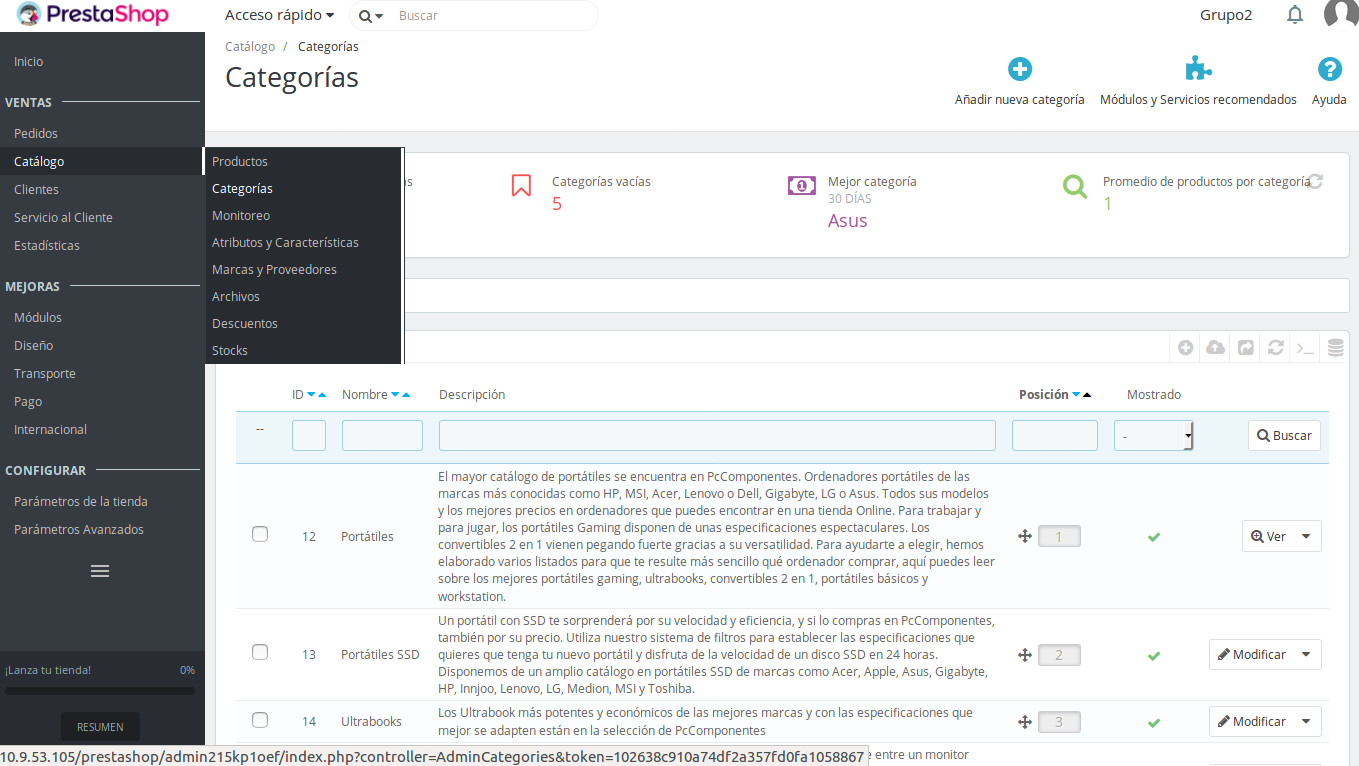 PrestaShop
Acceso rápido
Buscar
Grupo2
Catálogo / Categorías
Categorías
Añadir nueva categoría
Módulos y Servicios recomendados
Ayuda
Inicio
VENTAS
Pedidos
Catálogo
Clientes
Servicio al Cliente
Estadísticas
MEJORAS
Módulos
Diseño
Transporte
Pago
Internacional
CONFIGURAR
Parámetros de la tienda
Parámetros Avanzados
¡Lanza tu tienda! 0%
RESUMEN
Productos
Categorías
Monitoreo
Atributos y Características
Marcas y Proveedores
Archivos
Descuentos
Stocks
Categorías vacías
5
Mejor categoría
30 DÍAS
Asus
Promedio de productos por categoría
1
ID Nombre Descripción Posición Mostrado
-- - Buscar
12 Portátiles
El mayor catálogo de portátiles se encuentra en PcComponentes. Ordenadores portátiles de las
marcas más conocidas como HP, MSI, Acer, Lenovo o Dell, Gigabyte, LG o Asus. Todos sus modelos
y los mejores precios en ordenadores que puedes encontrar en una tienda Online. Para trabajar y
para jugar, los portátiles Gaming disponen de unas especificaciones espectaculares. Los
convertibles 2 en 1 vienen pegando fuerte gracias a su versatilidad. Para ayudarte a elegir, hemos
elaborado varios listados para que te resulte más sencillo qué ordenador comprar, aquí puedes leer
sobre los mejores portátiles gaming, ultrabooks, convertibles 2 en 1, portátiles básicos y
workstation.
1 Ver
13 Portátiles SSD
Un portátil con SSD te sorprenderá por su velocidad y eficiencia, y si lo compras en PcComponentes,
también por su precio. Utiliza nuestro sistema de filtros para establecer las especificaciones que
quieres que tenga tu nuevo portátil y disfruta de la velocidad de un disco SSD en 24 horas.
Disponemos de un amplio catálogo en portátiles SSD de marcas como Acer, Apple, Asus, Gigabyte,
HP, Innjoo, Lenovo, LG, Medion, MSI y Toshiba.
2 Modificar
14 Ultrabooks
Los Ultrabook más potentes y económicos de las mejores marcas y con las especificaciones que
mejor se adapten están en la selección de PcComponentes
3 Modificar
entre un monitor
10.9.53.105/prestashop/admin215kp1oef/index.php?controller=AdminCategories&token=102638c910a74df2a357fd0fa1058867